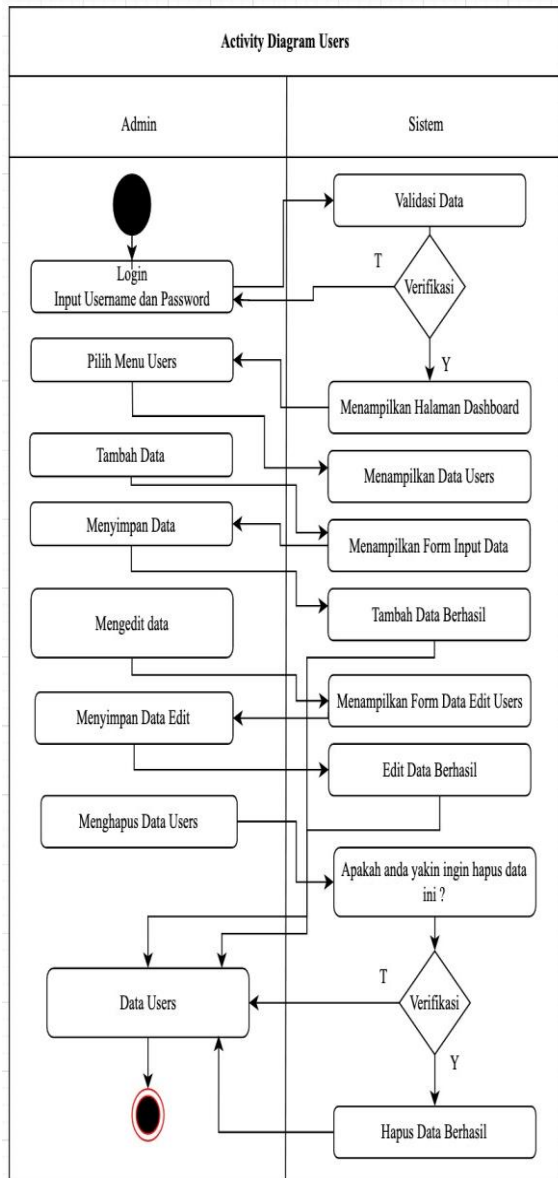 Activity Diagram Users
Admin
Sistem
Validasi Data
T
Verifikasi
Login
Input Username dan Password
Y
Pilih Menu Users
Menampilkan Halaman Dashboard
Tambah Data
Menampilkan Data Users
Menyimpan Data
Menampilkan Form Input Data
Mengedit data
Tambah Data Berhasil
Menyimpan Data Edit
Menampilkan Form Data Edit Users
Edit Data Berhasil
Menghapus Data Users
Apakah anda yakin ingin hapus data
ini ?
T
Data Users
Verifikasi
Y
Hapus Data Berhasil